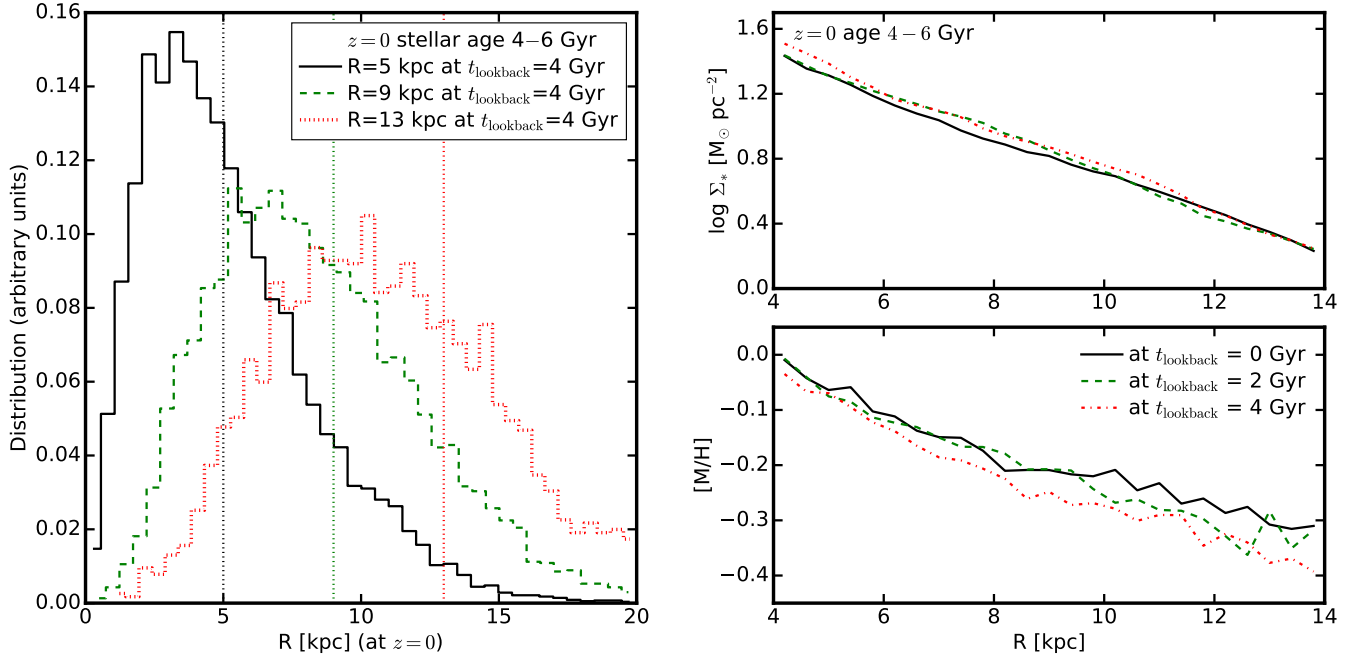 z=0 stellar age 4−6 Gyr
R=5 kpc at t_lookback=4 Gyr
R=9 kpc at t_lookback=4 Gyr
R=13 kpc at t_lookback=4 Gyr
0.16
0.14
0.12
0.10
0.08
0.06
0.04
0.02
0.00
Distribution (arbitrary units)
0
5
10
15
20
R [kpc] (at z=0)
z=0 age 4−6 Gyr
1.6
1.2
0.8
0.4
0.0
log Σ_* [M_⊙ pc^−2]
4
6
8
10
12
14
at t_lookback = 0 Gyr
at t_lookback = 2 Gyr
at t_lookback = 4 Gyr
0.0
−0.1
−0.2
−0.3
−0.4
[M/H]
4
6
8
10
12
14
R [kpc]